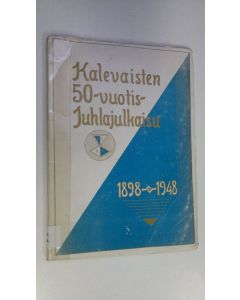 Kalevaisten
50-vuotis-
Juhlajulkaisu
1898-1948